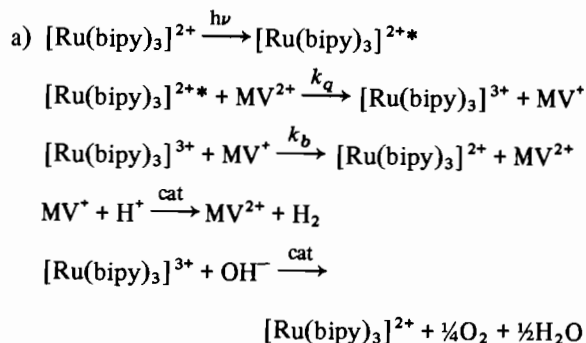 a) [Ru(bipy)₃]²⁺ —hν→ [Ru(bipy)₃]²⁺*
[Ru(bipy)₃]²⁺* + MV²⁺ —k_q→ [Ru(bipy)₃]³⁺ + MV⁺
[Ru(bipy)₃]³⁺ + MV⁺ —k_b→ [Ru(bipy)₃]²⁺ + MV²⁺
MV⁺ + H⁺ —cat→ MV²⁺ + H₂
[Ru(bipy)₃]³⁺ + OH⁻ —cat→
[Ru(bipy)₃]²⁺ + ¼O₂ + ½H₂O